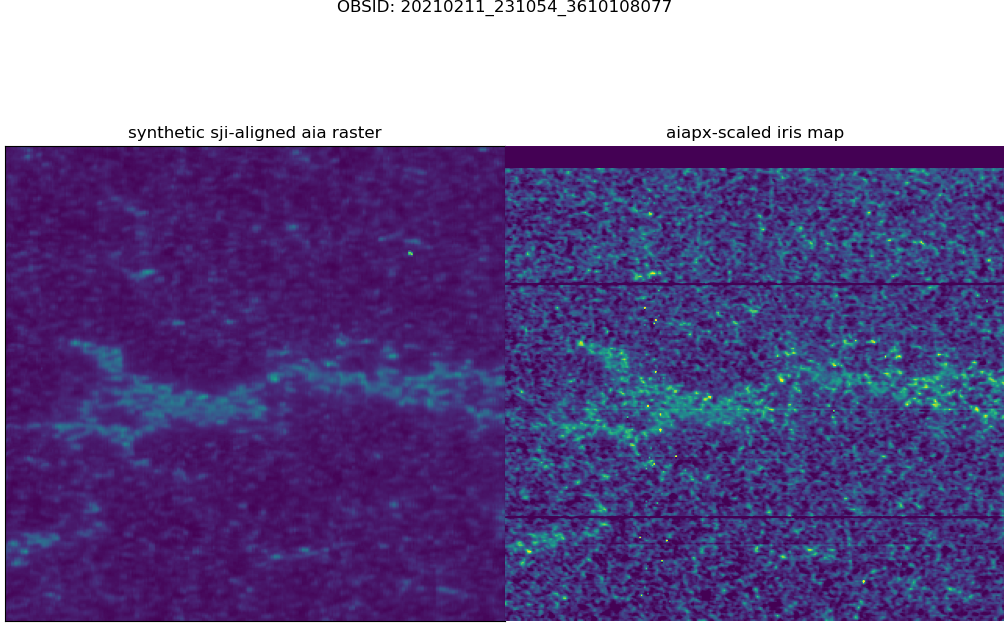 OBSID: 20210211_231054_3610108077
synthetic sji-aligned aia raster
aiapx-scaled iris map